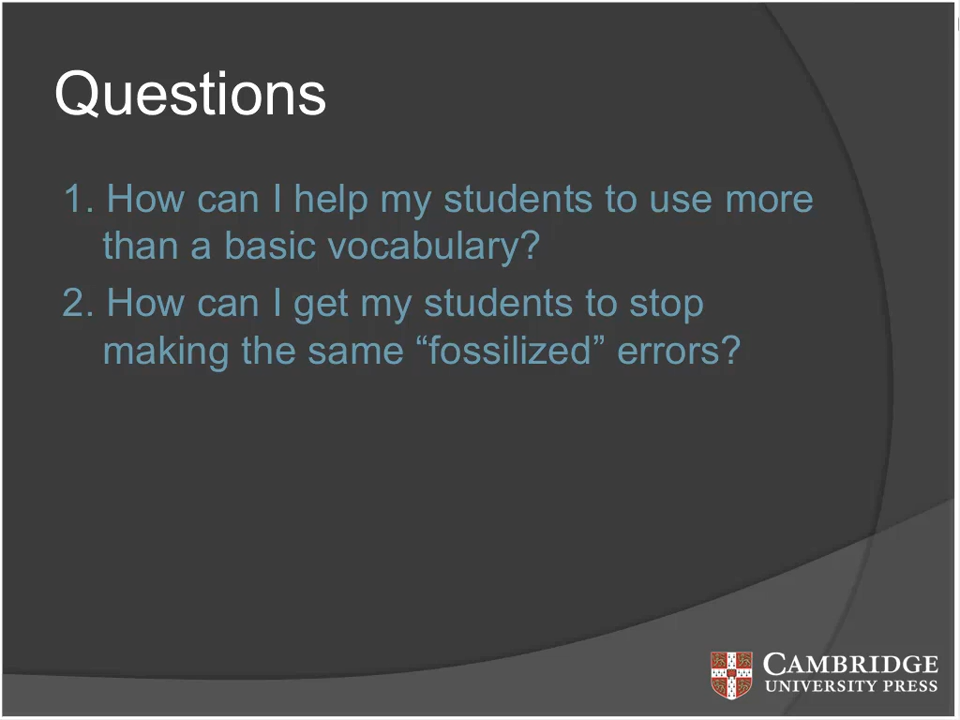 Questions
1. How can I help my students to use more
than a basic vocabulary?
2. How can I get my students to stop
making the same “fossilized” errors?
CAMBRIDGE
UNIVERSITY PRESS